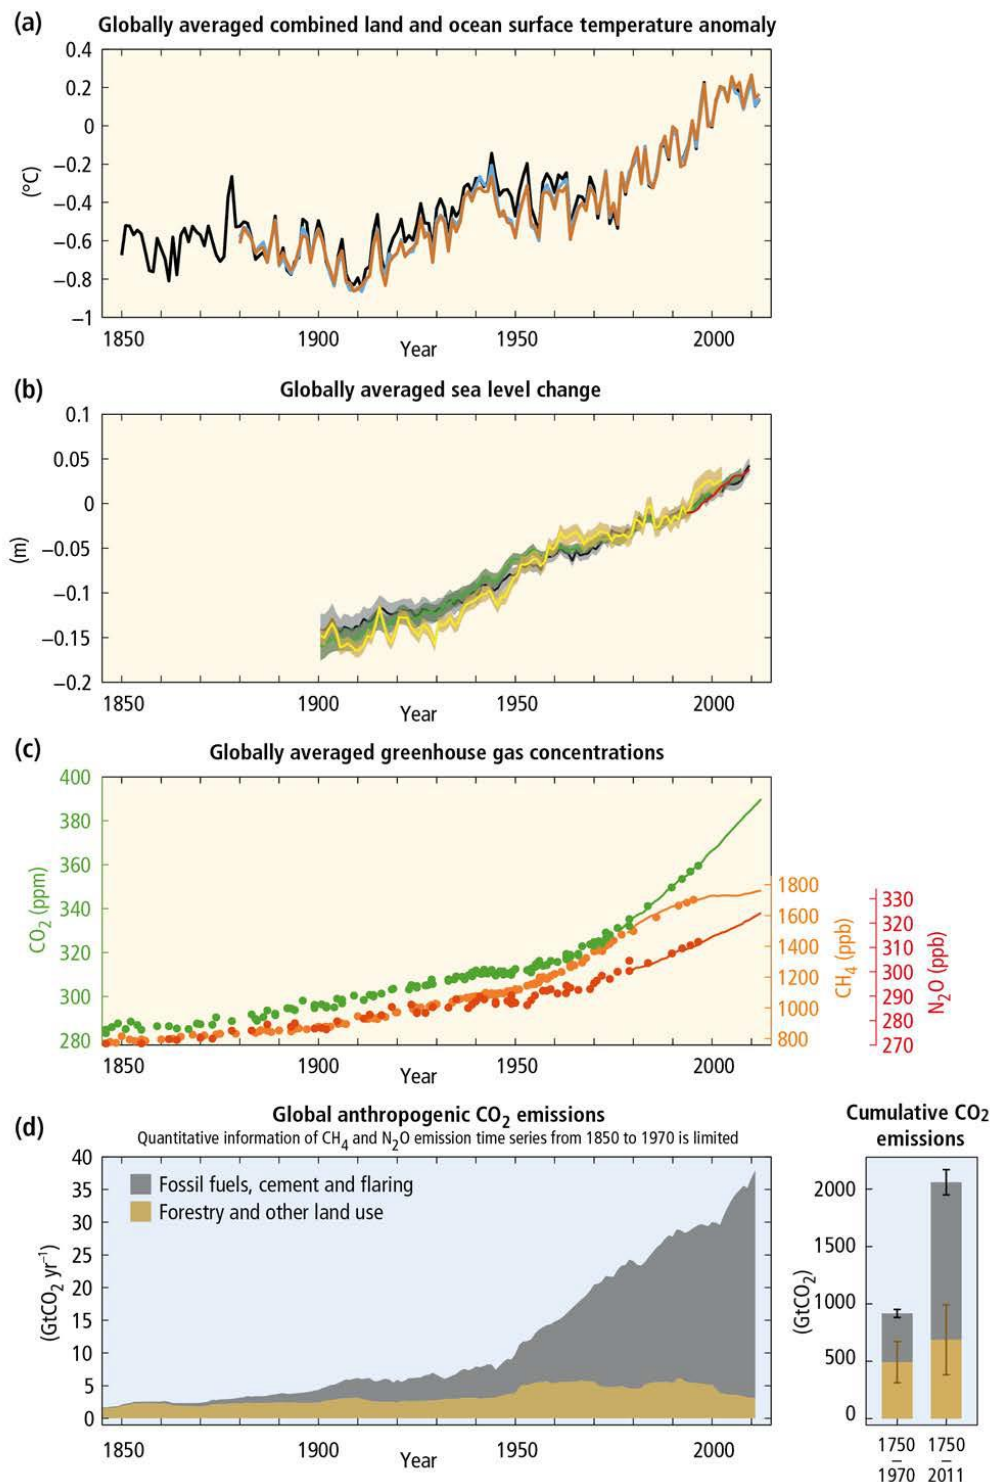 (a) Globally averaged combined land and ocean surface temperature anomaly
0.4
0.2
0
−0.2
−0.4
−0.6
−0.8
−1
(°C)
1850 1900 1950 2000
Year
(b) Globally averaged sea level change
0.1
0.05
0
−0.05
−0.1
−0.15
−0.2
(m)
1850 1900 1950 2000
Year
(c) Globally averaged greenhouse gas concentrations
400
380
360
340
320
300
280
CO2 (ppm)
1800
1600
1400
1200
1000
800
CH4 (ppb)
330
320
310
300
290
280
270
N2O (ppb)
1850 1900 1950 2000
Year
(d) Global anthropogenic CO2 emissions
Quantitative information of CH4 and N2O emission time series from 1850 to 1970 is limited
40
35
30
25
20
15
10
5
0
(GtCO2 yr−1)
Fossil fuels, cement and flaring
Forestry and other land use
1850 1900 1950 2000
Year
Cumulative CO2
emissions
2000
1500
1000
500
0
(GtCO2)
1750 1750
– –
1970 2011